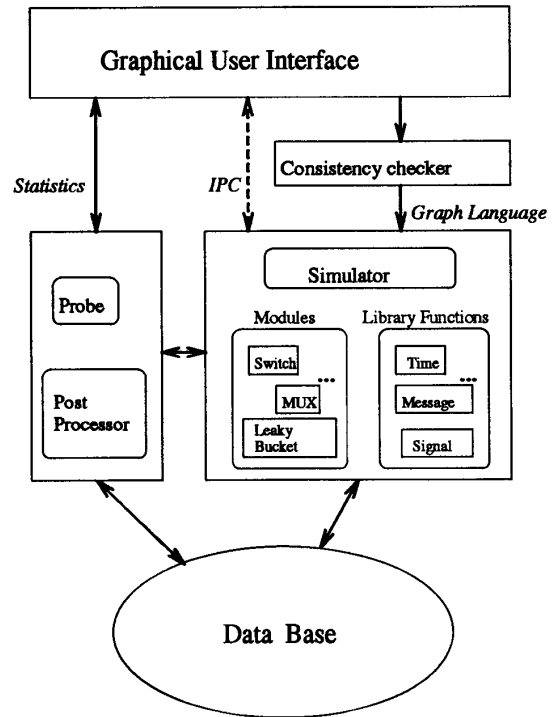 Graphical User Interface
Consistency checker
Statistics
IPC
Graph Language
Simulator
Probe
Modules
Library Functions
Switch
...
Time
...
MUX
Message
Post
Processor
Leaky
Bucket
Signal
Data Base